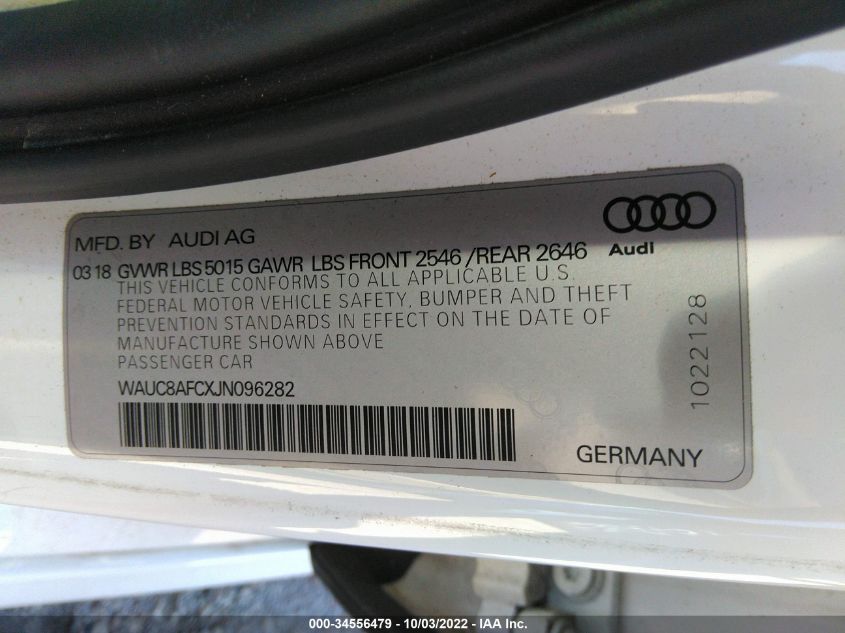 MFD. BY AUDI AG
Audi
03 18 GVWR LBS 5015 GAWR LBS FRONT 2546 /REAR 2646
THIS VEHICLE CONFORMS TO ALL APPLICABLE U.S.
FEDERAL MOTOR VEHICLE SAFETY, BUMPER AND THEFT
PREVENTION STANDARDS IN EFFECT ON THE DATE OF
MANUFACTURE SHOWN ABOVE
PASSENGER CAR
WAUC8AFCXJN096282
1022128
GERMANY
000-34556479 - 10/03/2022 - IAA Inc.